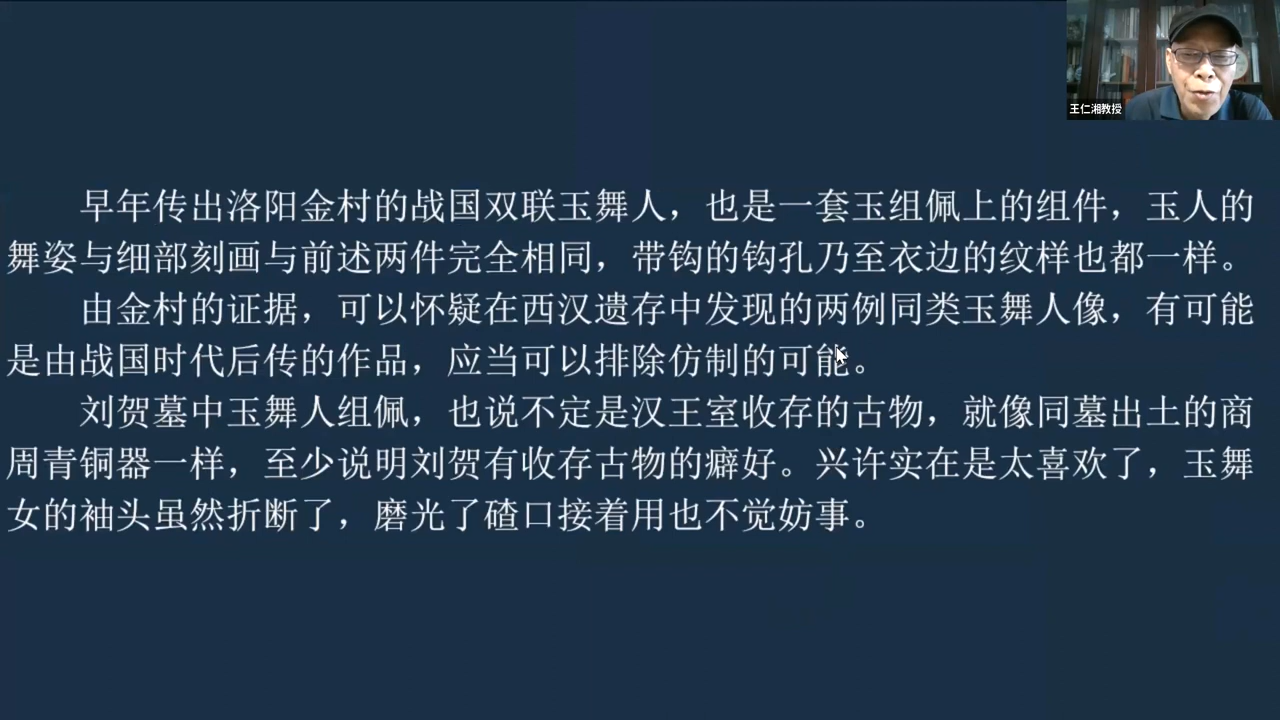 王仁湘教授
早年传出洛阳金村的战国双联玉舞人，也是一套玉组佩上的组件，玉人的
舞姿与细部刻画与前述两件完全相同，带钩的钩孔乃至衣边的纹样也都一样。
由金村的证据，可以怀疑在西汉遗存中发现的两例同类玉舞人像，有可能
是由战国时代后传的作品，应当可以排除仿制的可能。
刘贺墓中玉舞人组佩，也说不定是汉王室收存的古物，就像同墓出土的商
周青铜器一样，至少说明刘贺有收存古物的癖好。兴许实在是太喜欢了，玉舞
女的袖头虽然折断了，磨光了碴口接着用也不觉妨事。